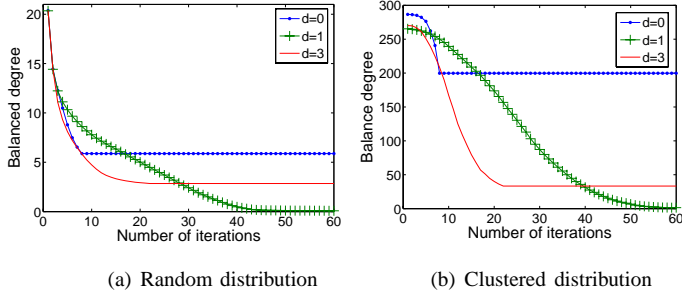 Balanced degree
20
15
10
5
0
0 10 20 30 40 50 60
Number of iterations
d=0
d=1
d=3
(a) Random distribution
Balance degree
300
250
200
150
100
50
0
0 10 20 30 40 50 60
Number of iterations
d=0
d=1
d=3
(b) Clustered distribution